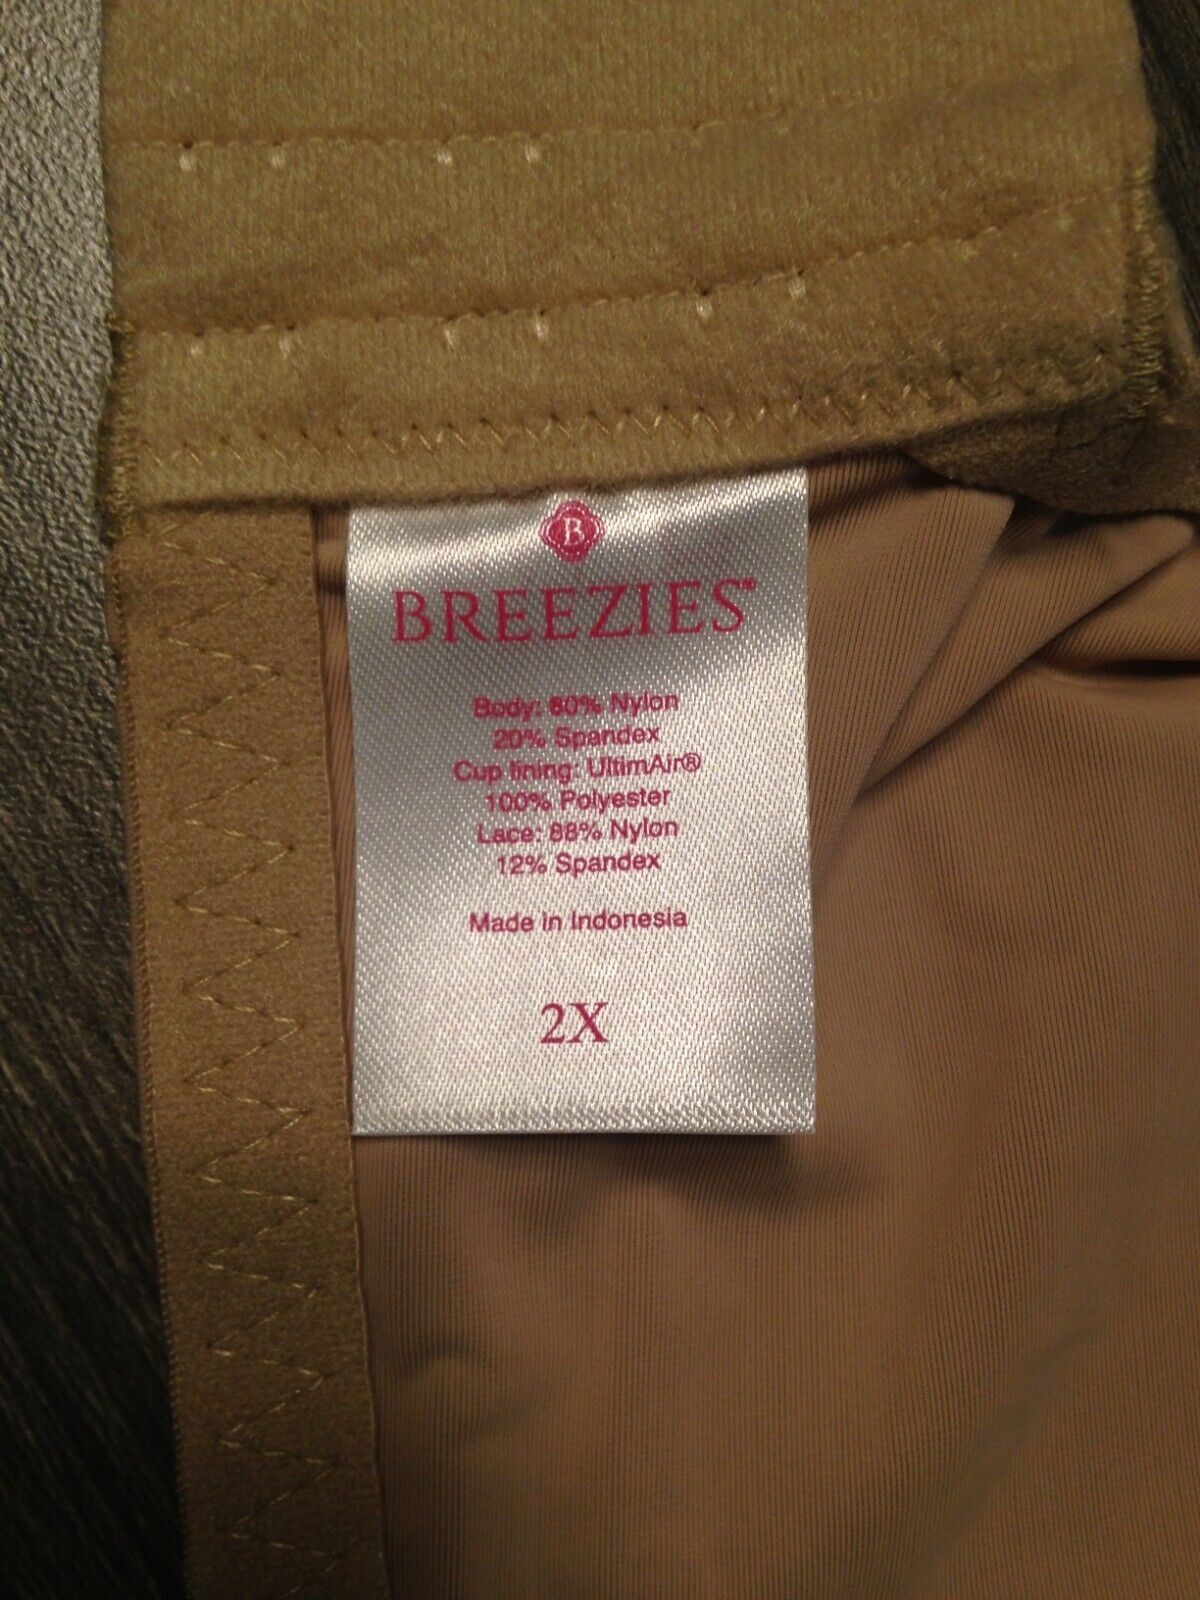 B
BREEZIES®
Body: 80% Nylon
20% Spandex
Cup lining: UltimAir®
100% Polyester
Lace: 88% Nylon
12% Spandex
Made in Indonesia
2X